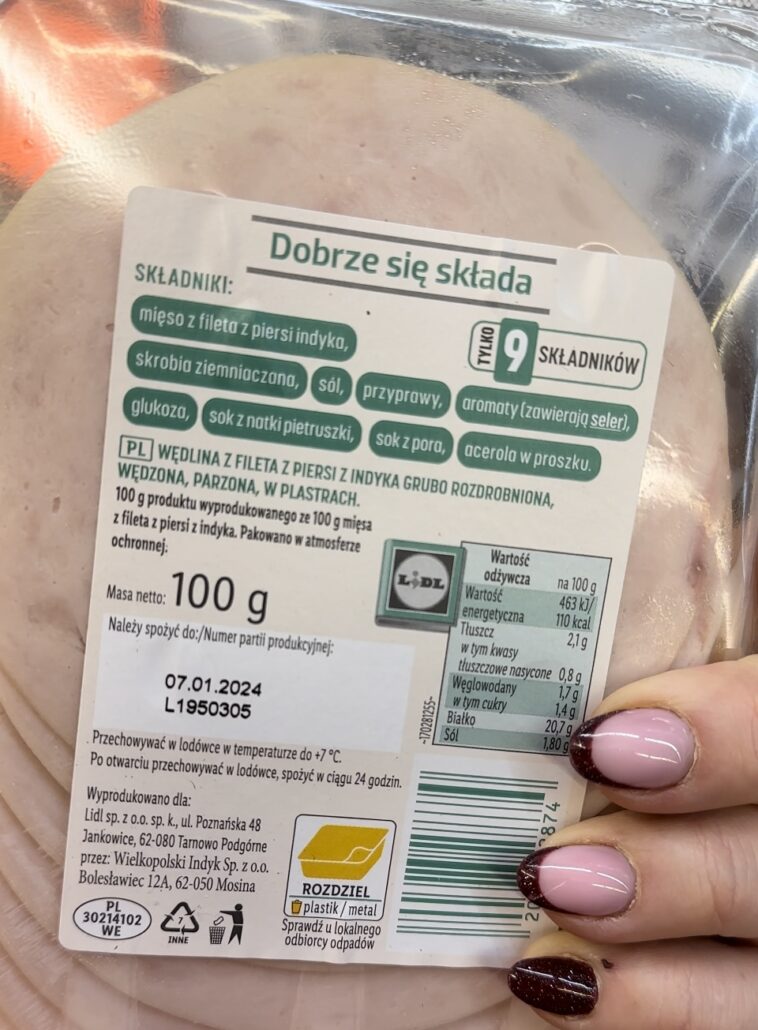 Dobrze się składa
SKŁADNIKI:
mięso z fileta z piersi indyka,
TYLKO 9 SKŁADNIKÓW
skrobia ziemniaczana, sól, przyprawy, aromaty (zawierają seler),
glukoza, sok z natki pietruszki, sok z pora, acerola w proszku.
PL WĘDLINA Z FILETA Z PIERSI Z INDYKA GRUBO ROZDROBNIONA,
WĘDZONA, PARZONA, W PLASTRACH.
100 g produktu wyprodukowanego ze 100 g mięsa
z fileta z piersi z indyka. Pakowano w atmosferze
ochronnej.
Masa netto: 100 g
Należy spożyć do:/Numer partii produkcyjnej:
07.01.2024
L1950305
LIDL
Wartość
odżywcza na 100 g
Wartość 463 kJ/
energetyczna 110 kcal
Tłuszcz 2,1 g
w tym kwasy
tłuszczowe nasycone 0,8 g
Węglowodany 1,7 g
w tym cukry 1,4 g
Białko 20,7 g
Sól 1,80 g
-170281255-
Przechowywać w lodówce w temperaturze do +7 °C.
Po otwarciu przechowywać w lodówce, spożyć w ciągu 24 godzin.
Wyprodukowano dla:
Lidl sp. z o.o. sp. k., ul. Poznańska 48
Jankowice, 62-080 Tarnowo Podgórne
przez: Wielkopolski Indyk Sp. z o.o.
Bolesławiec 12A, 62-050 Mosina
PL
30214102
WE
7
INNE
ROZDZIEL
plastik / metal
Sprawdź u lokalnego
odbiorcy odpadów